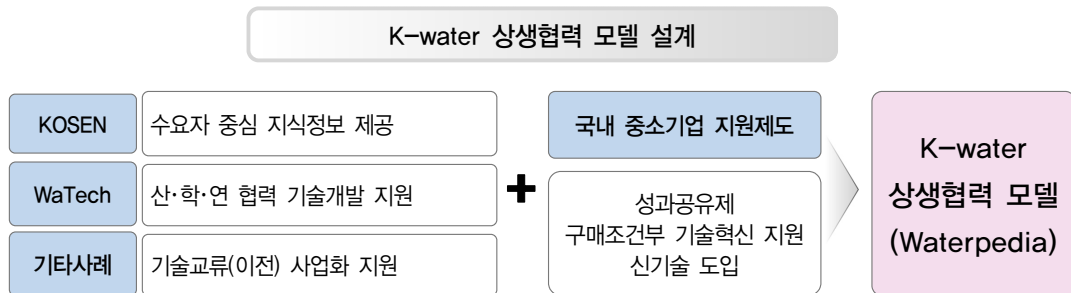 K-water 상생협력 모델 설계
KOSEN
수요자 중심 지식정보 제공
WaTech
산·학·연 협력 기술개발 지원
기타사례
기술교류(이전) 사업화 지원
+
국내 중소기업 지원제도
성과공유제
구매조건부 기술혁신 지원
신기술 도입
K-water
상생협력 모델
(Waterpedia)